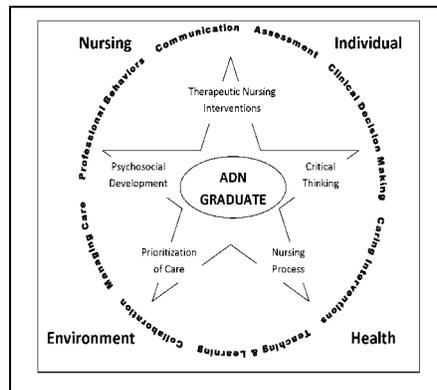 Nursing
Individual
Communication
Assessment
Clinical Decision Making
Caring Interventions
Teaching & Learning
Collaboration
Managing Care
Professional Behaviors
Therapeutic Nursing
Interventions
Psychosocial
Development
Critical
Thinking
ADN
GRADUATE
Prioritization
of Care
Nursing
Process
Environment
Health